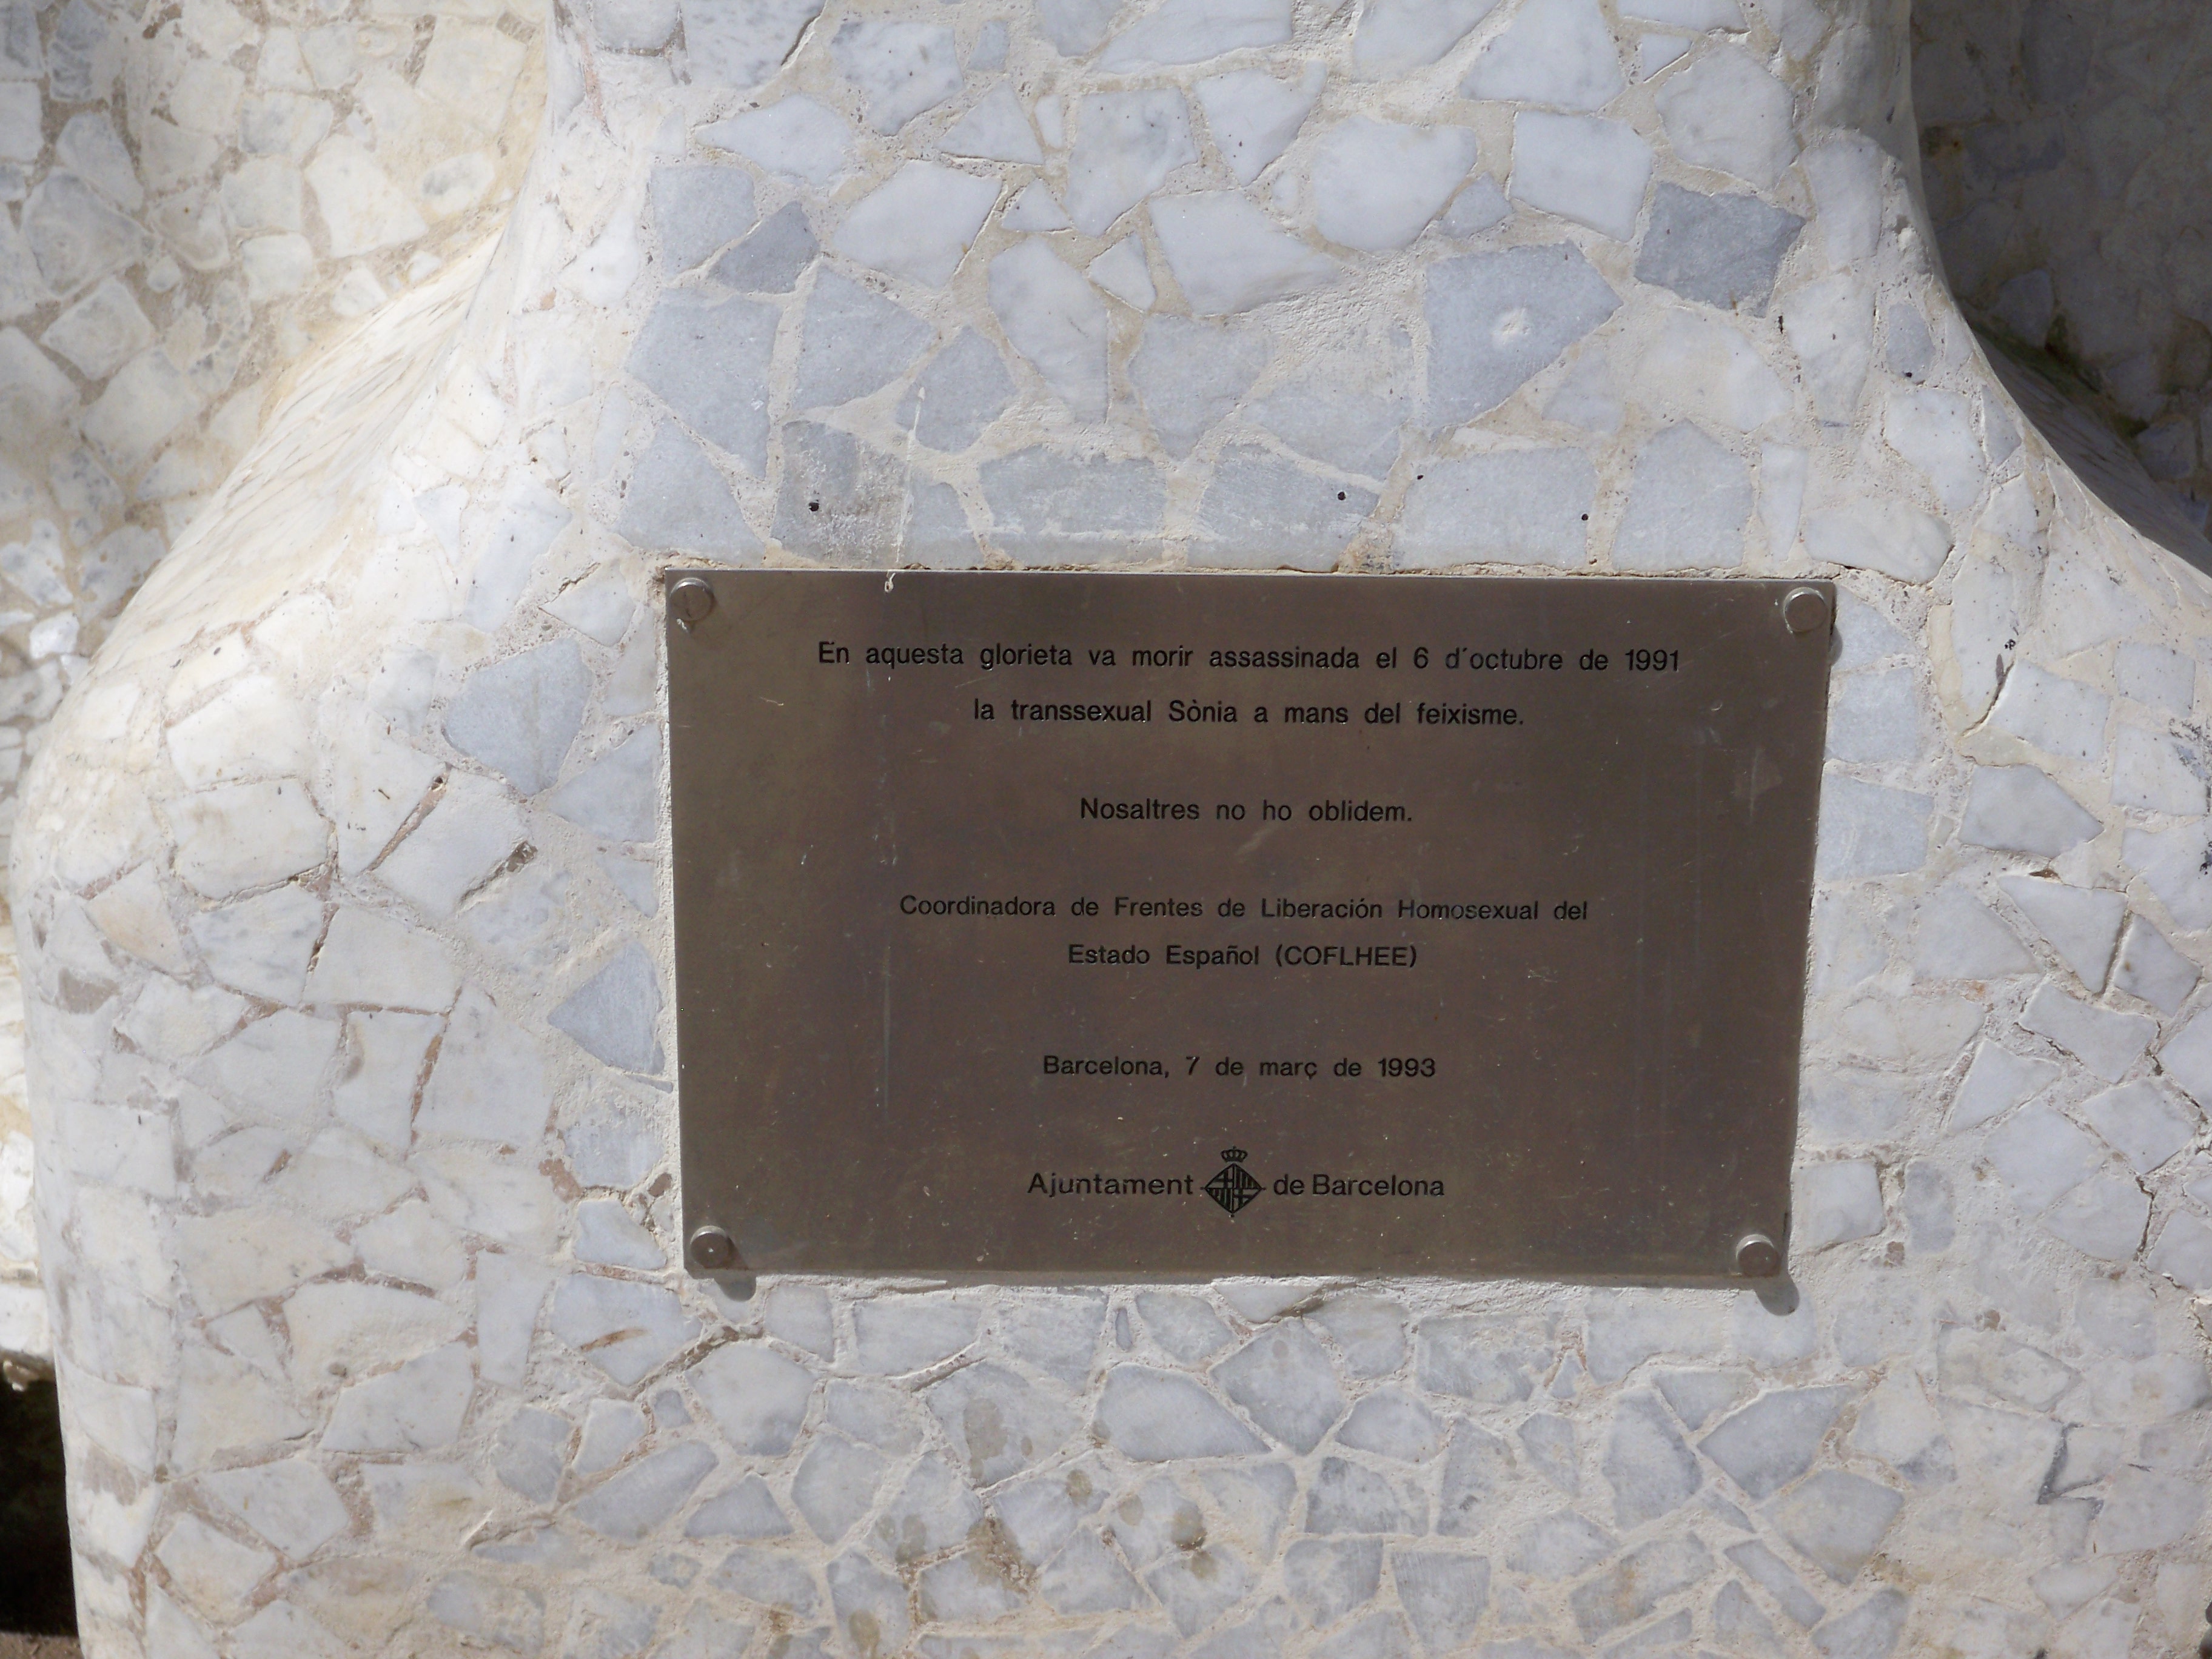 En aquesta glorieta va morir assassinada el 6 d´octubre de 1991
la transsexual Sònia a mans del feixisme.
Nosaltres no ho oblidem.
Coordinadora de Frentes de Liberación Homosexual del
Estado Español (COFLHEE)
Barcelona, 7 de març de 1993
Ajuntament de Barcelona